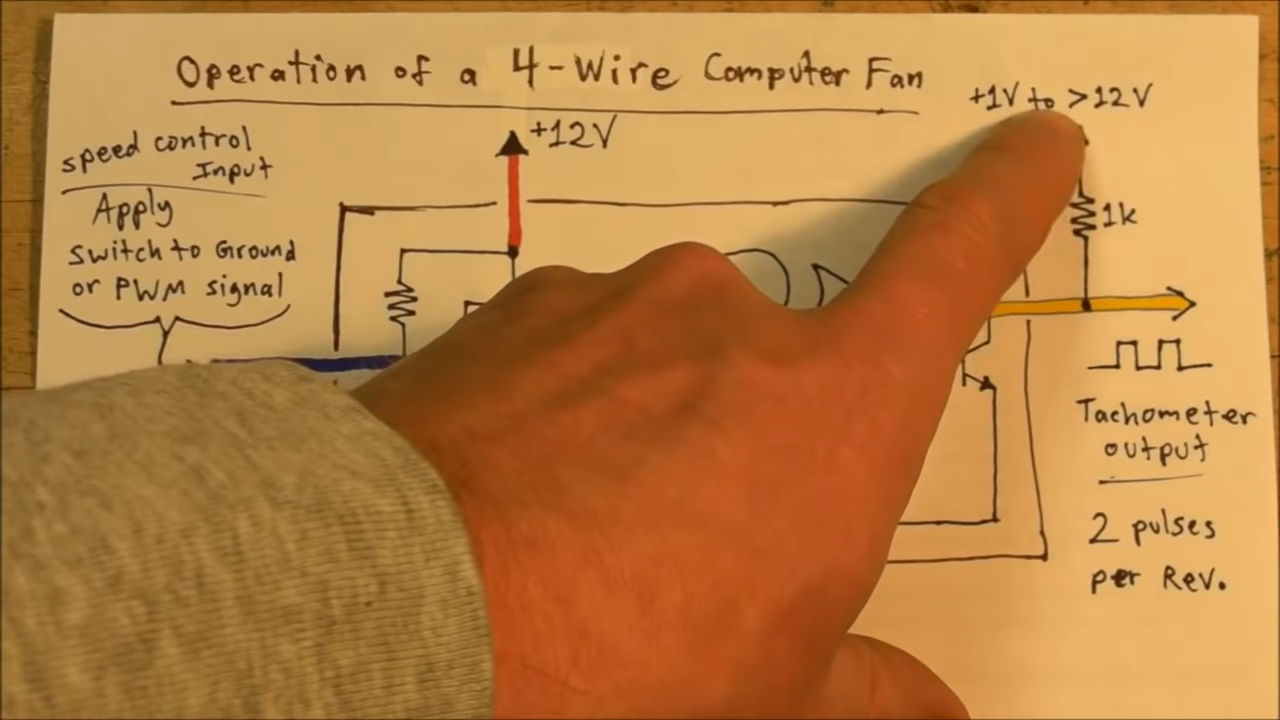 Operation of a 4-Wire Computer Fan
+1V to >12V
+12V
speed control
Input
Apply
Switch to Ground
or PWM signal
1k
Tachometer
output
2 pulses
per Rev.